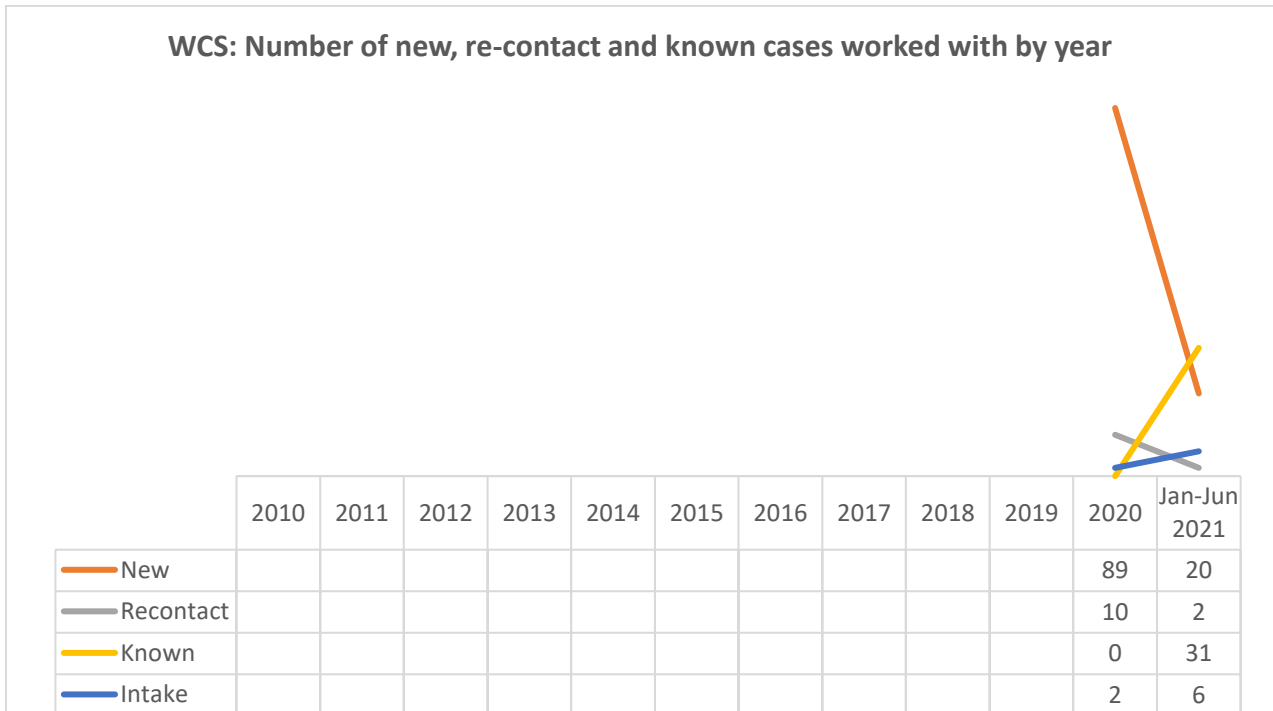 WCS: Number of new, re-contact and known cases worked with by year
2010 2011 2012 2013 2014 2015 2016 2017 2018 2019 2020 Jan-Jun
2021
New 89 20
Recontact 10 2
Known 0 31
Intake 2 6